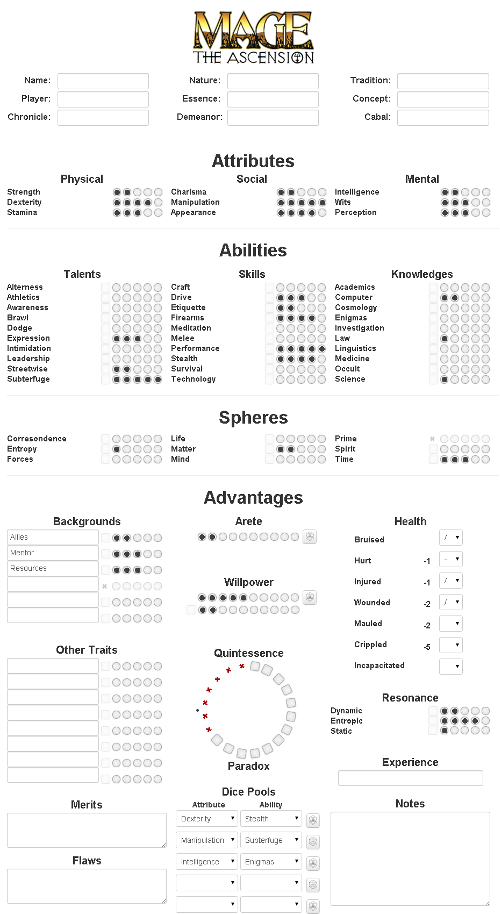 MAGE
THE ASCENSION
Name: Nature: Tradition:
Player: Essence: Concept:
Chronicle: Demeanor: Cabal:
Attributes
Physical Social Mental
Strength Charisma Intelligence
Dexterity Manipulation Wits
Stamina Appearance Perception
Abilities
Talents Skills Knowledges
Alterness Craft Academics
Athletics Drive Computer
Awareness Etiquette Cosmology
Brawl Firearms Enigmas
Dodge Meditation Investigation
Expression Melee Law
Intimidation Performance Linguistics
Leadership Stealth Medicine
Streetwise Survival Occult
Subterfuge Technology Science
Spheres
Corresondence Life Prime
Entropy Matter Spirit
Forces Mind Time
Advantages
Backgrounds Arete Health
Allies
Mentor
Resources
Bruised /
Hurt -1 -
Injured -1 /
Wounded -2 /
Mauled -2
Crippled -5
Incapacitated
Willpower
Other Traits Quintessence
Paradox
Resonance
Dynamic
Entropic
Static
Experience
Merits
Flaws
Dice Pools
Attribute Ability
Dexterity Stealth
Manipulation Subterfuge
Intelligence Enigmas
Notes